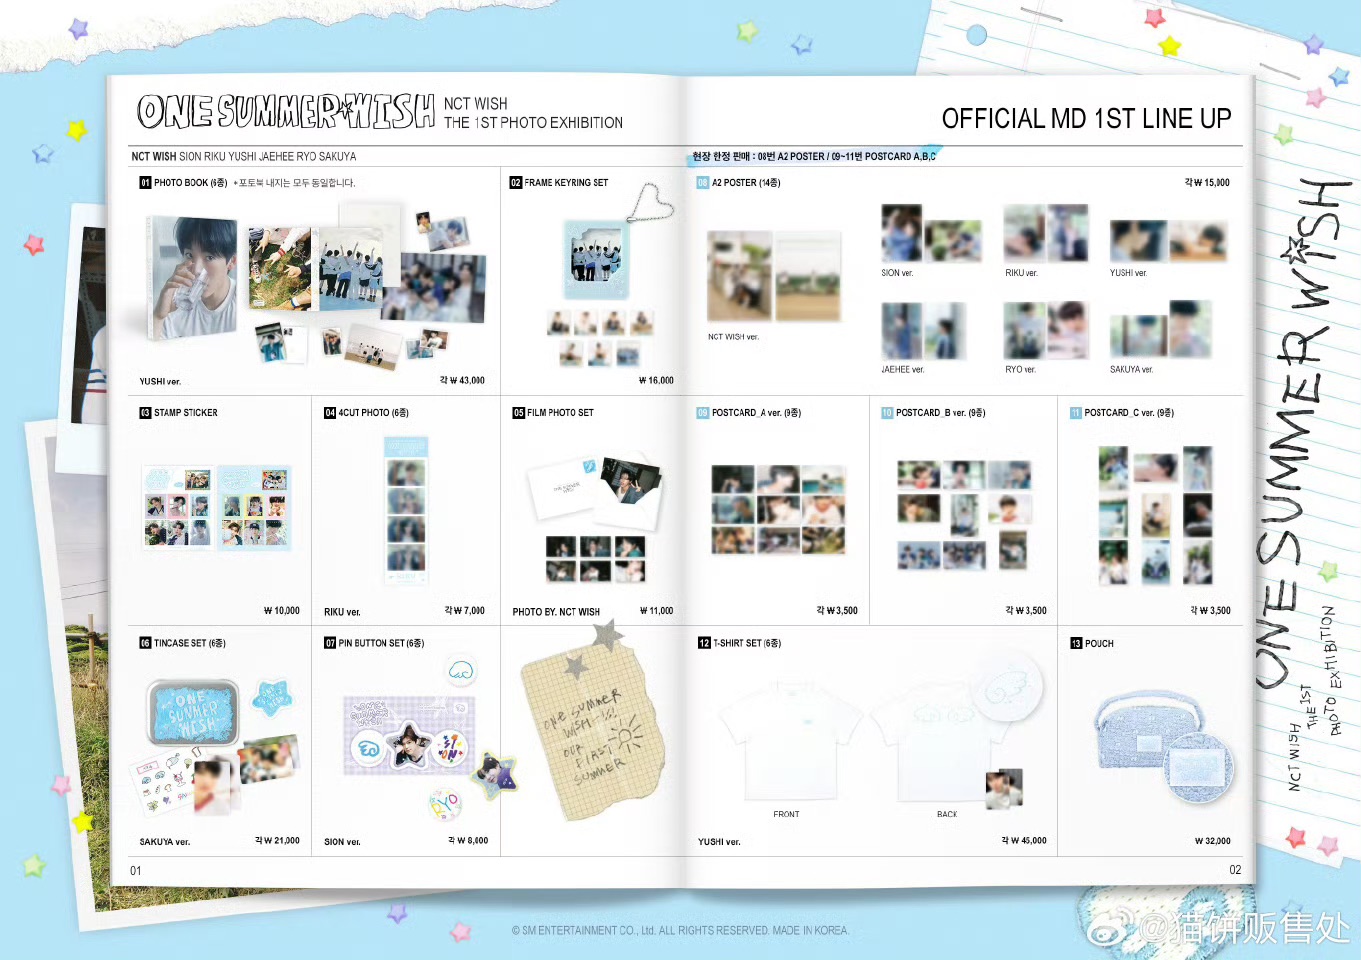 ONE SUMMER WISH
NCT WISH
THE 1ST PHOTO EXHIBITION
OFFICIAL MD 1ST LINE UP
NCT WISH SION RIKU YUSHI JAEHEE RYO SAKUYA
현장 한정 판매 : 08번 A2 POSTER / 09~11번 POSTCARD A,B,C
01 PHOTO BOOK (6종) *포토북 내지는 모두 동일합니다.
YUSHI ver.
각 ₩ 43,000
02 FRAME KEYRING SET
₩ 16,000
08 A2 POSTER (14종)
각 ₩ 15,000
NCT WISH ver.
SION ver.
RIKU ver.
YUSHI ver.
JAEHEE ver.
RYO ver.
SAKUYA ver.
03 STAMP STICKER
₩ 10,000
04 4CUT PHOTO (6종)
RIKU ver.
각 ₩ 7,000
05 FILM PHOTO SET
PHOTO BY. NCT WISH
₩ 11,000
09 POSTCARD_A ver. (9종)
각 ₩ 3,500
10 POSTCARD_B ver. (9종)
각 ₩ 3,500
11 POSTCARD_C ver. (9종)
각 ₩ 3,500
06 TINCASE SET (6종)
ONE
SUMMER
WISH
SAKUYA ver.
각 ₩ 21,000
07 PIN BUTTON SET (6종)
SION
RYO
SION ver.
각 ₩ 8,000
ONE SUMMER
WISH is!
OUR
FIRST
SUMMER
12 T-SHIRT SET (6종)
FRONT
BACK
YUSHI ver.
각 ₩ 45,000
13 POUCH
₩ 32,000
01
02
ONE SUMMER WISH
NCT WISH
THE 1ST
PHOTO EXHIBITION
© SM ENTERTAINMENT CO., Ltd. ALL RIGHTS RESERVED. MADE IN KOREA.
@猫饼贩售处